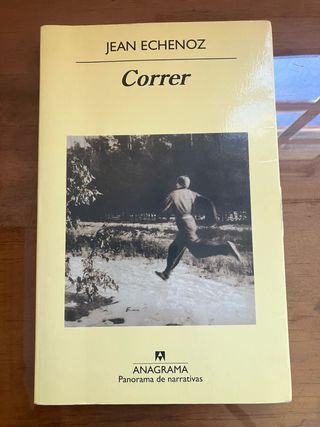 JEAN ECHENOZ
Correr
ANAGRAMA
Panorama de narrativas